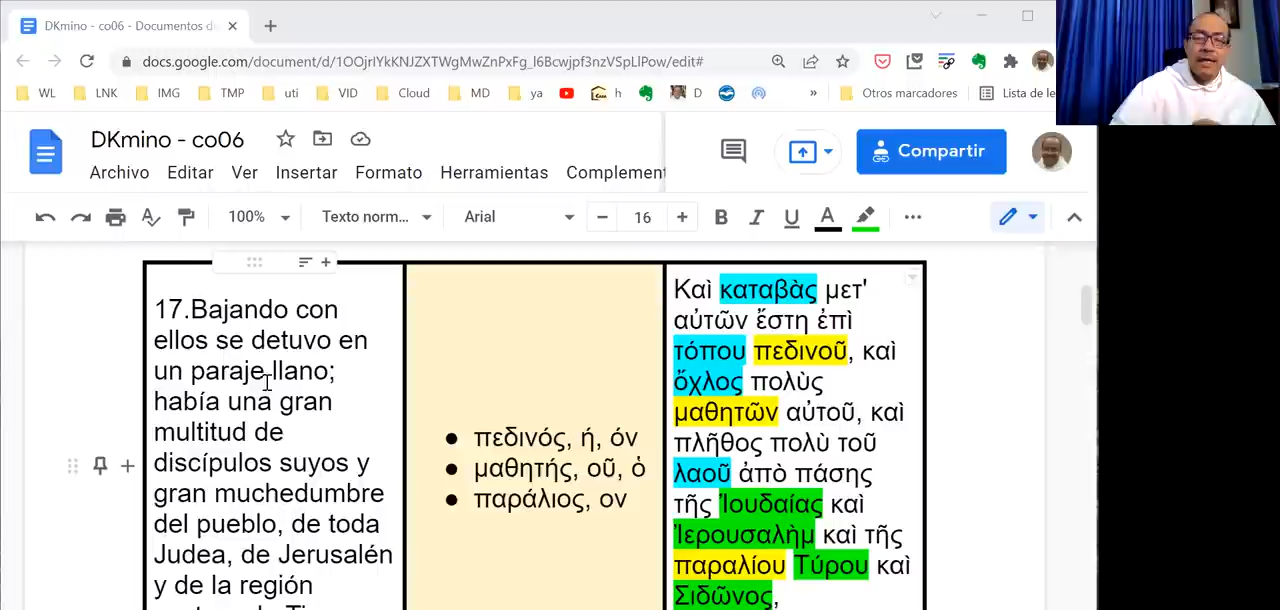 DKmino - co06 - Documentos de
docs.google.com/document/d/1OOjrIYkKNJZXTWgMwZnPxFg_l6Bcwjpf3nzVSpLlPow/edit#
WL LNK IMG TMP uti VID Cloud MD ya h D » Otros marcadores Lista de le
DKmino - co06
Compartir
Archivo Editar Ver Insertar Formato Herramientas Complement
100% Texto norm... Arial − 16 + B I U A
17.Bajando con
ellos se detuvo en
un paraje llano;
había una gran
multitud de
discípulos suyos y
gran muchedumbre
del pueblo, de toda
Judea, de Jerusalén
y de la región
● πεδινός, ή, όν
● μαθητής, οῦ, ὁ
● παράλιος, ον
Καὶ καταβὰς μετ'
αὐτῶν ἔστη ἐπὶ
τόπου πεδινοῦ, καὶ
ὄχλος πολὺς
μαθητῶν αὐτοῦ, καὶ
πλῆθος πολὺ τοῦ
λαοῦ ἀπὸ πάσης
τῆς Ἰουδαίας καὶ
Ἰερουσαλὴμ καὶ τῆς
παραλίου Τύρου καὶ
Σιδῶνος,